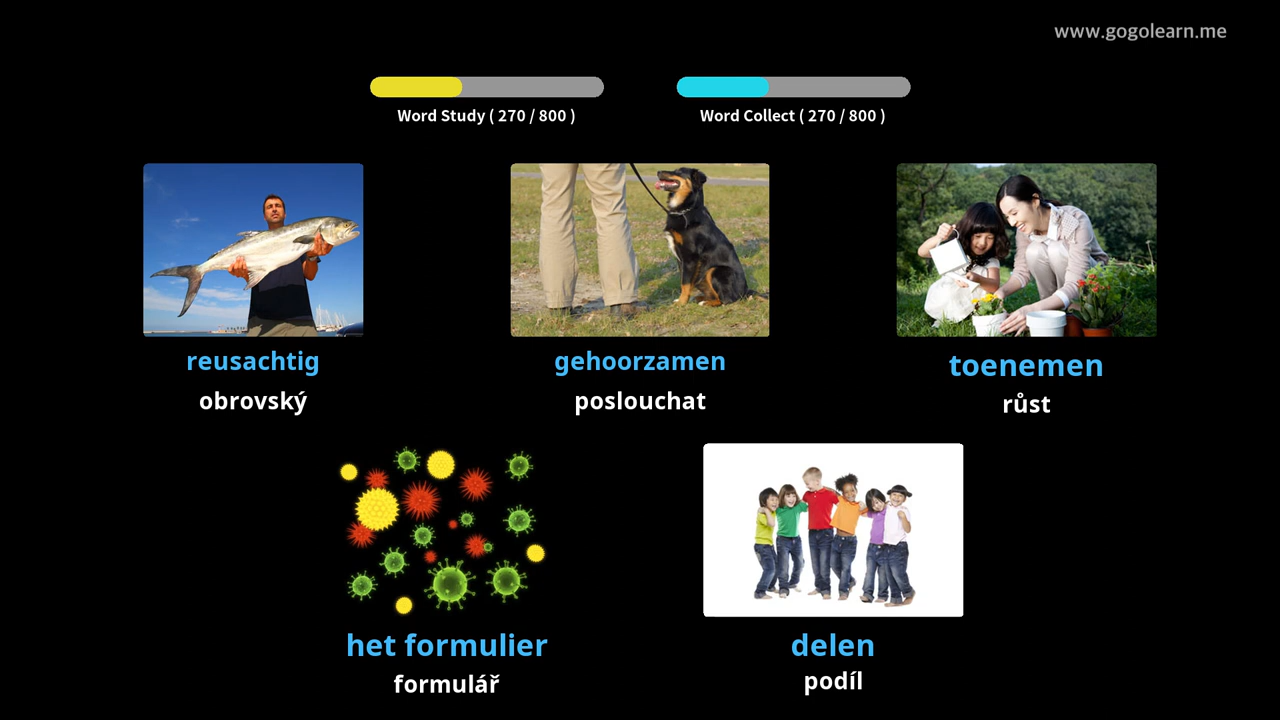 www.gogolearn.me
Word Study ( 270 / 800 )
Word Collect ( 270 / 800 )
reusachtig
obrovský
gehoorzamen
poslouchat
toenemen
růst
het formulier
formulář
delen
podíl